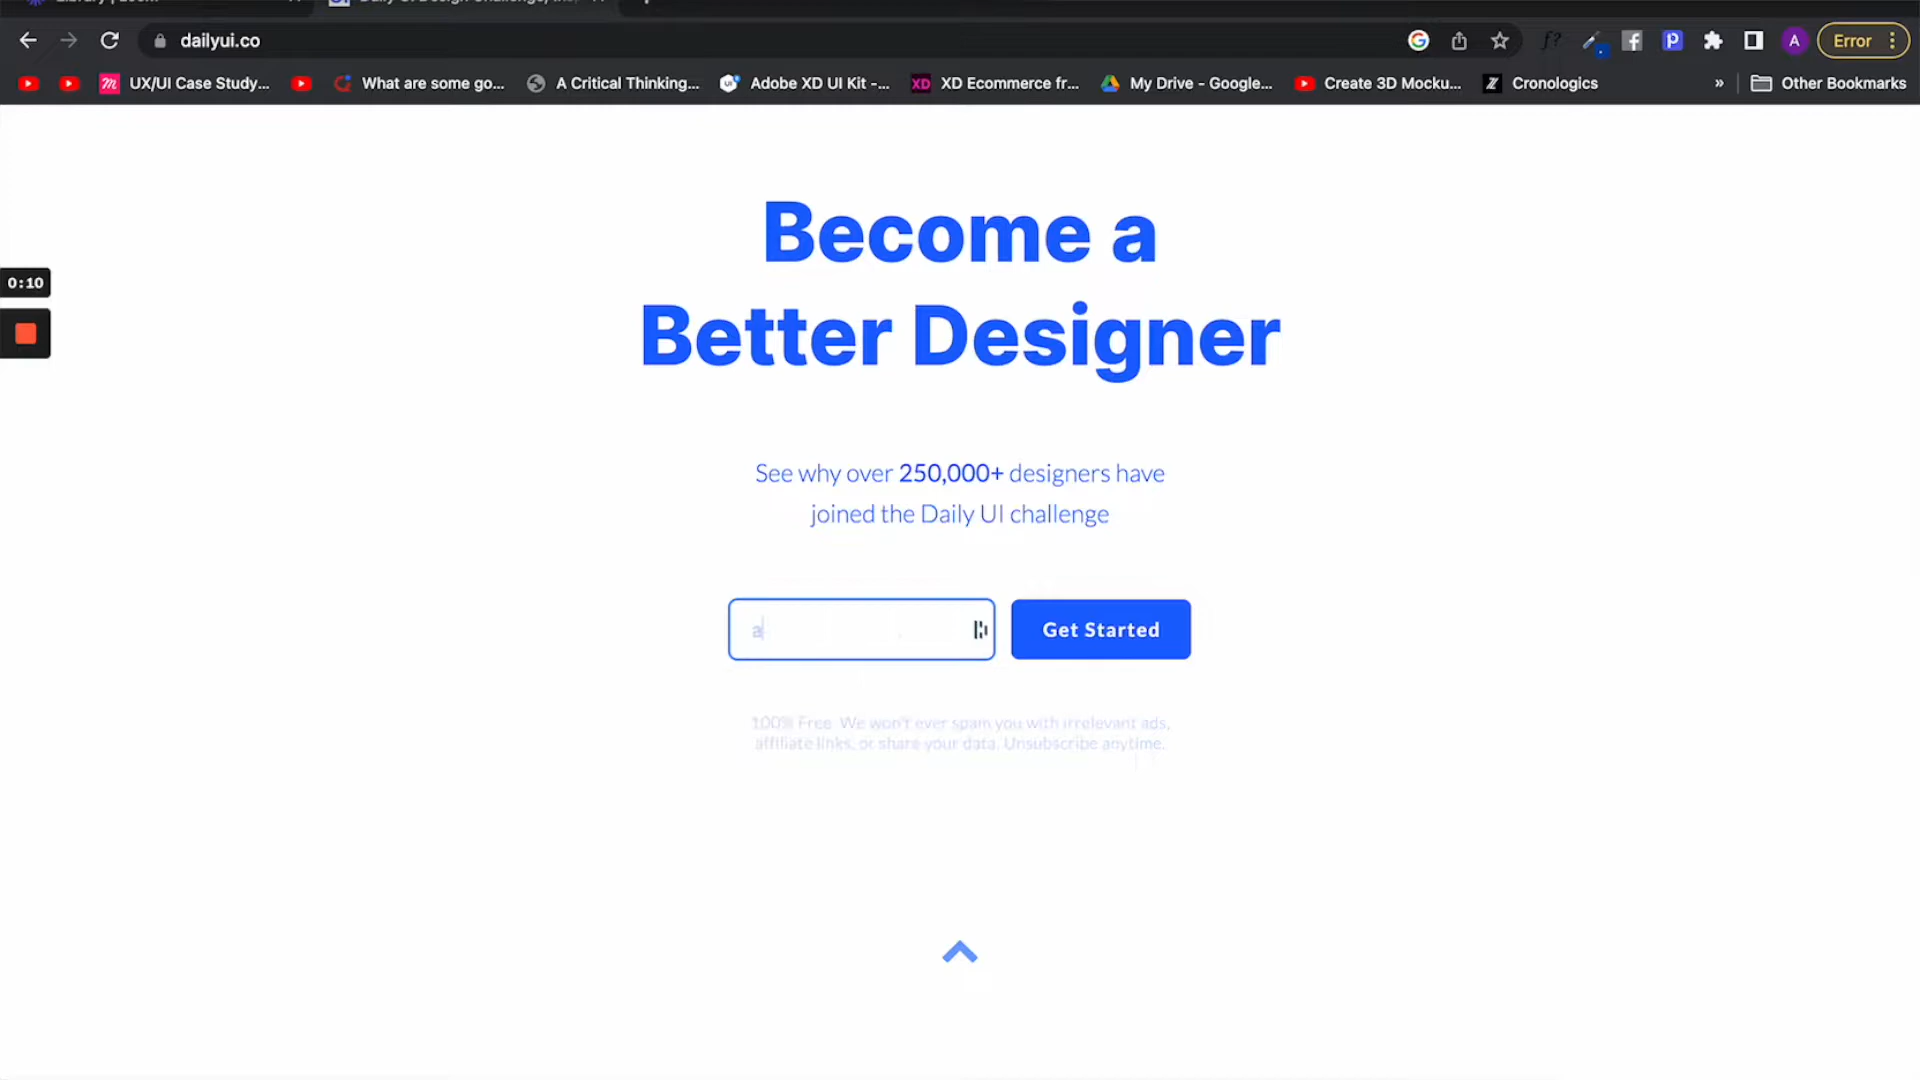 dailyui.co
Error
UX/UI Case Study...
What are some go...
A Critical Thinking...
Adobe XD UI Kit -...
XD
XD Ecommerce fr...
My Drive - Google...
Create 3D Mocku...
Cronologics
»
Other Bookmarks
Become a
Better Designer
0:10
See why over 250,000+ designers have
joined the Daily UI challenge
a
Get Started
100% Free. We won't ever spam you with irrelevant ads,
affiliate links, or share your data. Unsubscribe anytime.